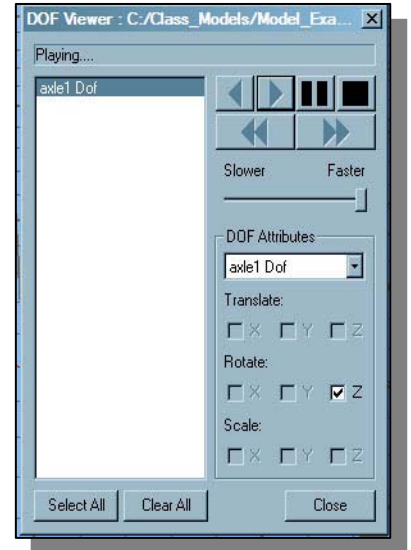 DOF Viewer : C:/Class_Models/Model_Exa...
Playing....
axle1 Dof
Slower Faster
DOF Attributes
axle1 Dof
Translate:
X Y Z
Rotate:
X Y Z
Scale:
X Y Z
Select All Clear All Close